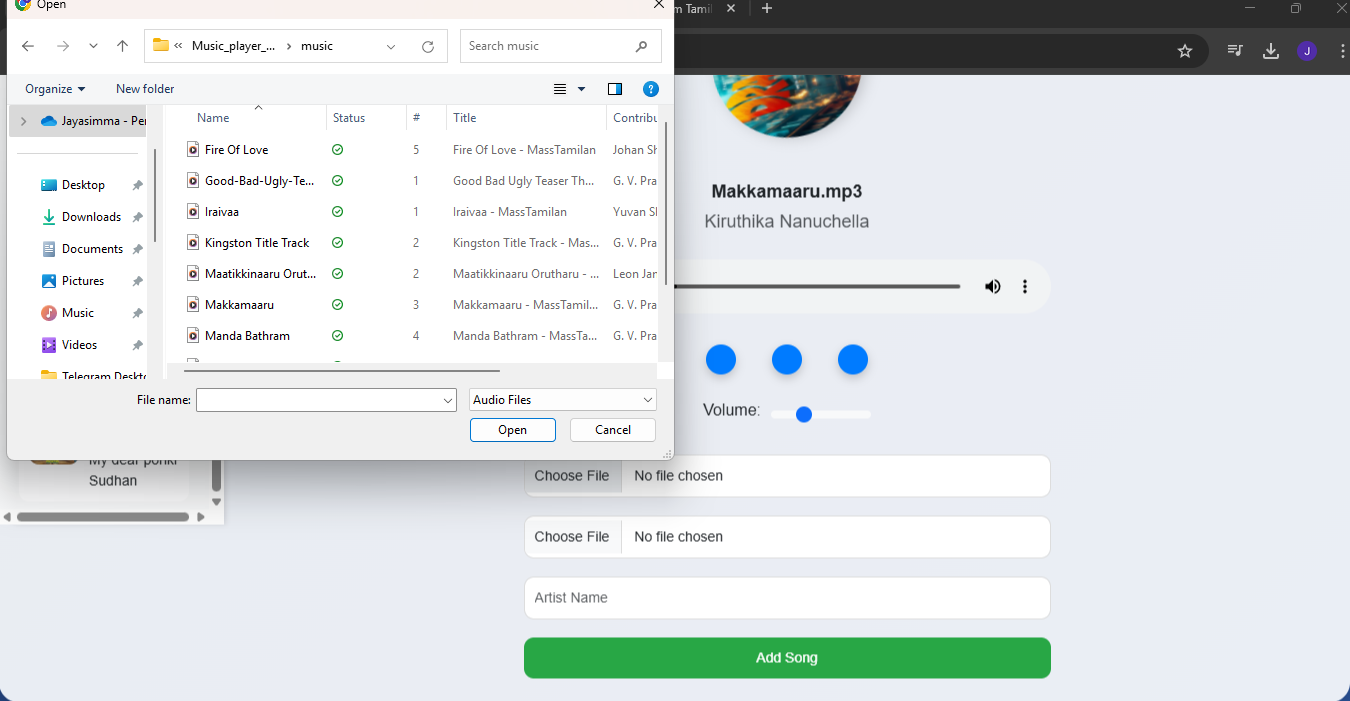 Open
m Tamil
Music_player_... > music
Search music
Organize
New folder
Jayasimma - Per
Desktop
Downloads
Documents
Pictures
Music
Videos
Telegram Deskto
Name Status # Title Contribu
Fire Of Love 5 Fire Of Love - MassTamilan Johan Sh
Good-Bad-Ugly-Te... 1 Good Bad Ugly Teaser Th... G. V. Pra
Iraivaa 1 Iraivaa - MassTamilan Yuvan Sh
Kingston Title Track 2 Kingston Title Track - Mas... G. V. Pra
Maatikkinaaru Orut... 2 Maatikkinaaru Orutharu - ... Leon Jam
Makkamaaru 3 Makkamaaru - MassTamil... G. V. Pra
Manda Bathram 4 Manda Bathram - MassTa... G. V. Pra
File name:
Audio Files
Open
Cancel
My dear ponki
Sudhan
J
Makkamaaru.mp3
Kiruthika Nanuchella
Volume:
Choose File No file chosen
Choose File No file chosen
Artist Name
Add Song